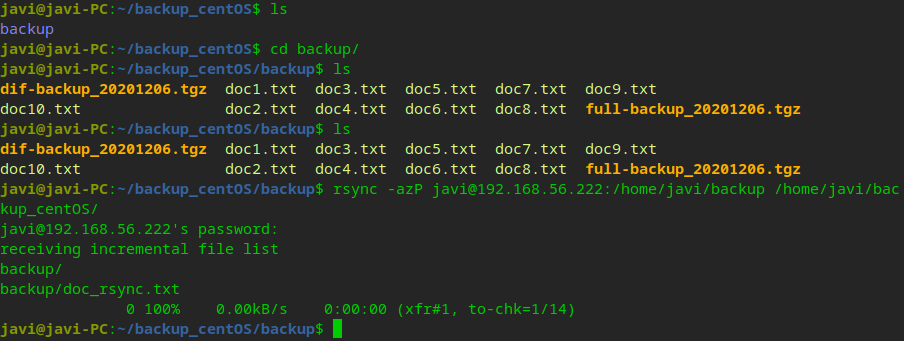 javi@javi-PC:~/backup_centOS$ ls
backup
javi@javi-PC:~/backup_centOS$ cd backup/
javi@javi-PC:~/backup_centOS/backup$ ls
dif-backup_20201206.tgz  doc1.txt  doc3.txt  doc5.txt  doc7.txt  doc9.txt
doc10.txt                doc2.txt  doc4.txt  doc6.txt  doc8.txt  full-backup_20201206.tgz
javi@javi-PC:~/backup_centOS/backup$ ls
dif-backup_20201206.tgz  doc1.txt  doc3.txt  doc5.txt  doc7.txt  doc9.txt
doc10.txt                doc2.txt  doc4.txt  doc6.txt  doc8.txt  full-backup_20201206.tgz
javi@javi-PC:~/backup_centOS/backup$ rsync -azP javi@192.168.56.222:/home/javi/backup /home/javi/bac
kup_centOS/
javi@192.168.56.222's password:
receiving incremental file list
backup/
backup/doc_rsync.txt
              0 100%    0.00kB/s    0:00:00 (xfr#1, to-chk=1/14)
javi@javi-PC:~/backup_centOS/backup$